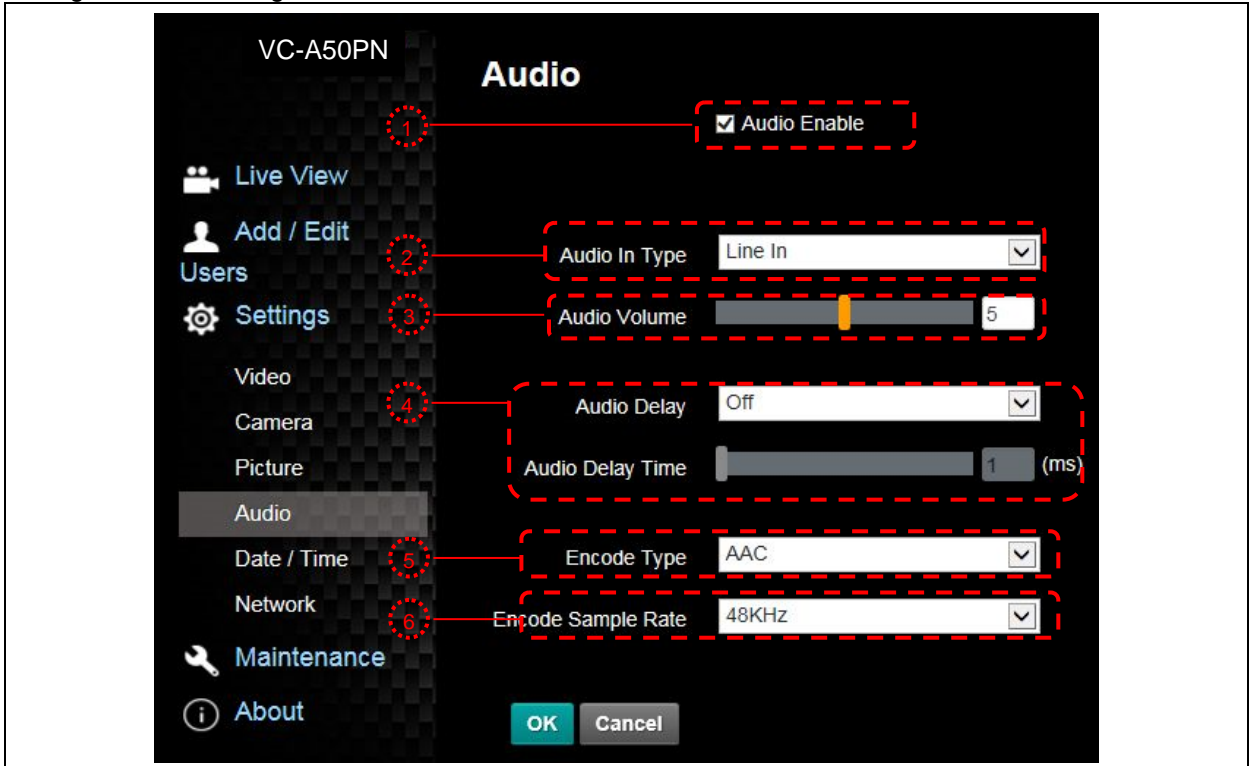 VC-A50PN
Audio
1
Audio Enable
Live View
Add / Edit
Users
2
Audio In Type
Line In
Settings
3
Audio Volume
5
Video
4
Audio Delay
Off
Camera
Picture
Audio Delay Time
1
(ms)
Audio
Date / Time
5
Encode Type
AAC
Network
6
Encode Sample Rate
48KHz
Maintenance
About
OK
Cancel